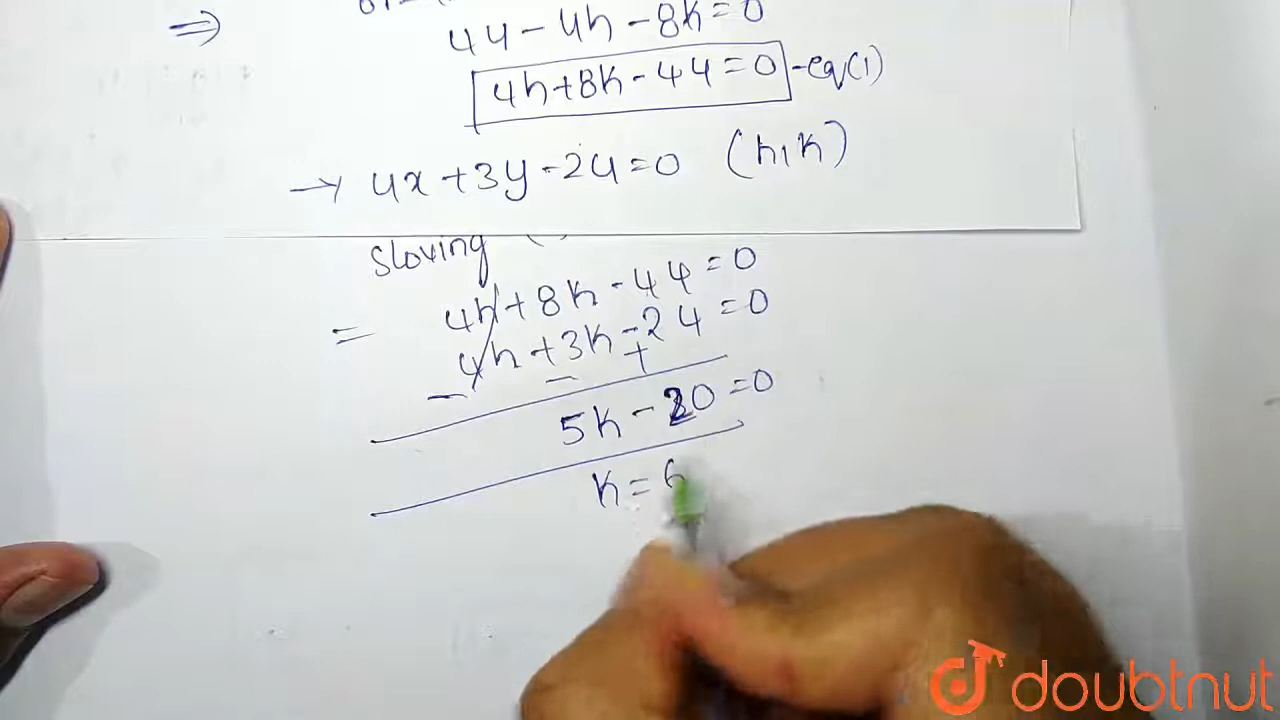 ⇒ 44 - 4h - 8k = 0
4h + 8k - 44 = 0 - eq(1)
→ 4x + 3y - 24 = 0 (h, k)
sloving
= 4h + 8k - 44 = 0
4h + 3k - 24 = 0
- - +
5k - 20 = 0
k =
doubtnut